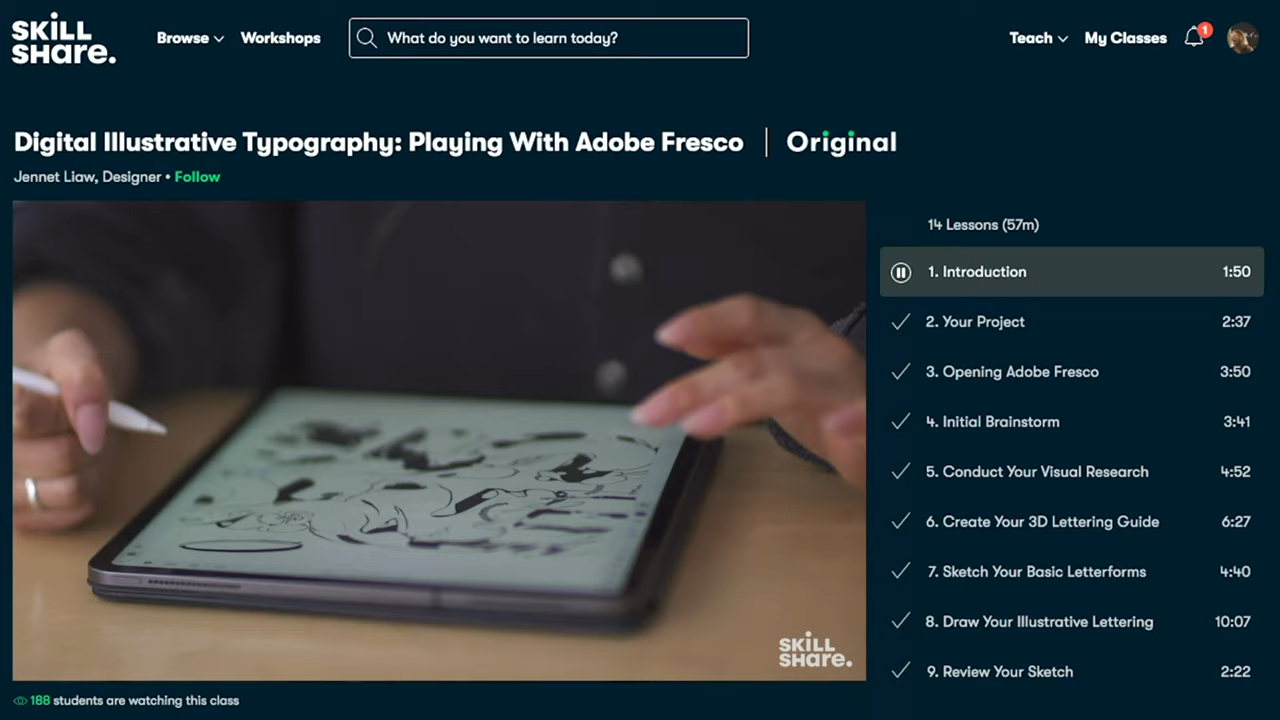 SKILL
SHare.
Browse
Workshops
What do you want to learn today?
Teach
My Classes
1
Digital Illustrative Typography: Playing With Adobe Fresco | Original
Jennet Liaw, Designer • Follow
14 Lessons (57m)
1. Introduction 1:50
2. Your Project 2:37
3. Opening Adobe Fresco 3:50
4. Initial Brainstorm 3:41
5. Conduct Your Visual Research 4:52
6. Create Your 3D Lettering Guide 6:27
7. Sketch Your Basic Letterforms 4:40
8. Draw Your Illustrative Lettering 10:07
9. Review Your Sketch 2:22
SKILL
SHare.
188 students are watching this class